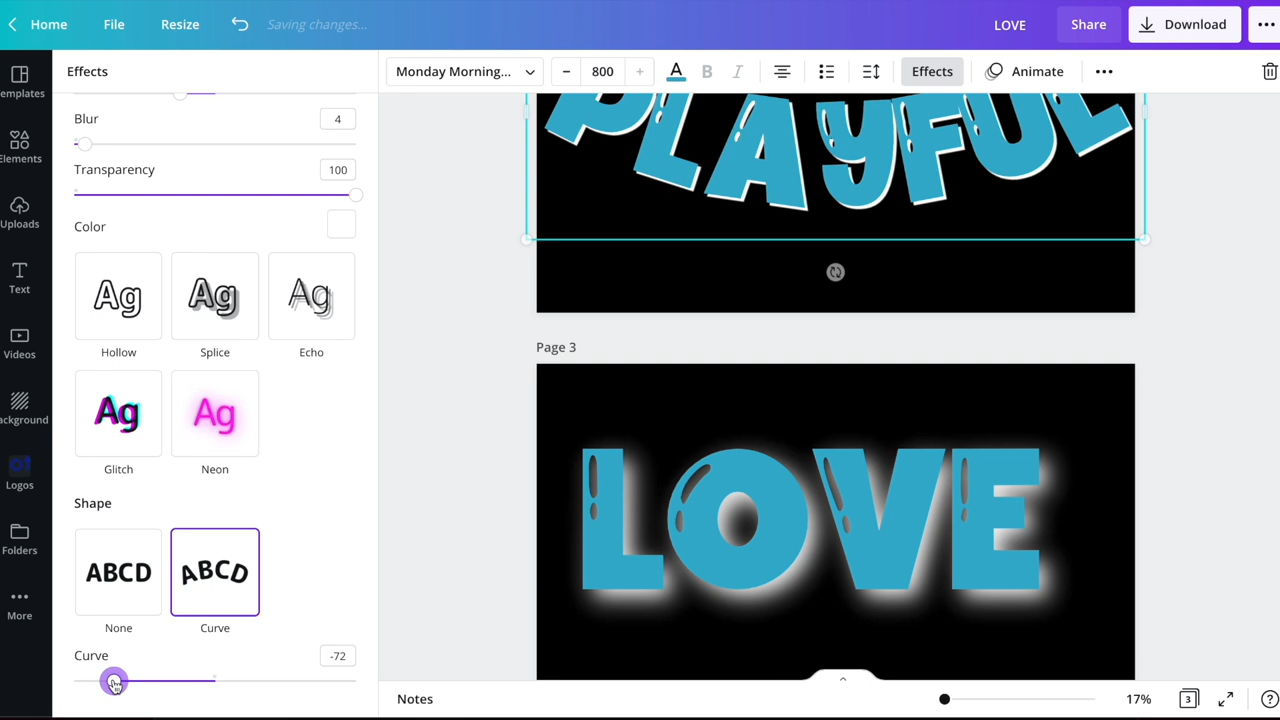 Home File Resize Saving changes... LOVE Share Download
Effects Monday Morning... 800 A B I Effects Animate
emplates
Blur 4
Elements
Transparency 100
Uploads
Color
Text
Ag Ag Ag
Hollow Splice Echo
Videos
Ag Ag
ackground
Glitch Neon
Logos
Shape
Folders
ABCD ABCD
None Curve
More
Curve -72
PLAYFUL
Page 3
LOVE
Notes 17% 3 ?